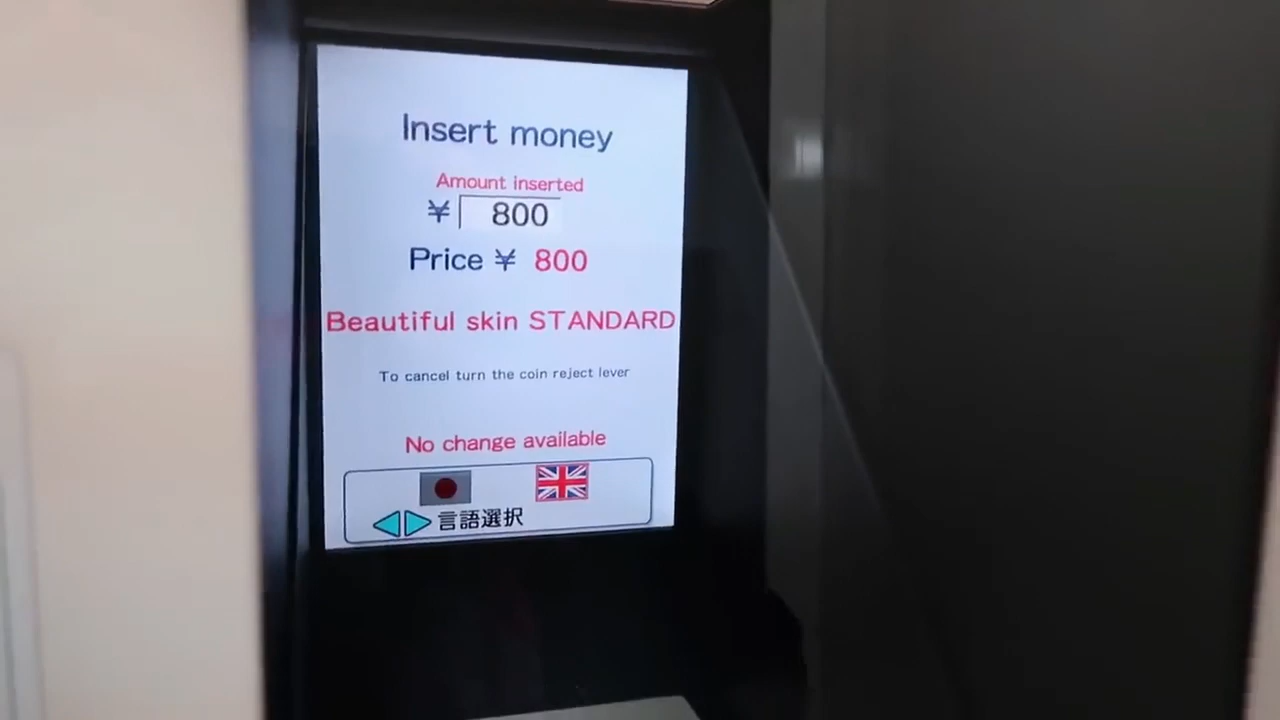 Insert money
Amount inserted
¥ 800
Price ¥ 800
Beautiful skin STANDARD
To cancel turn the coin reject lever
No change available
言語選択